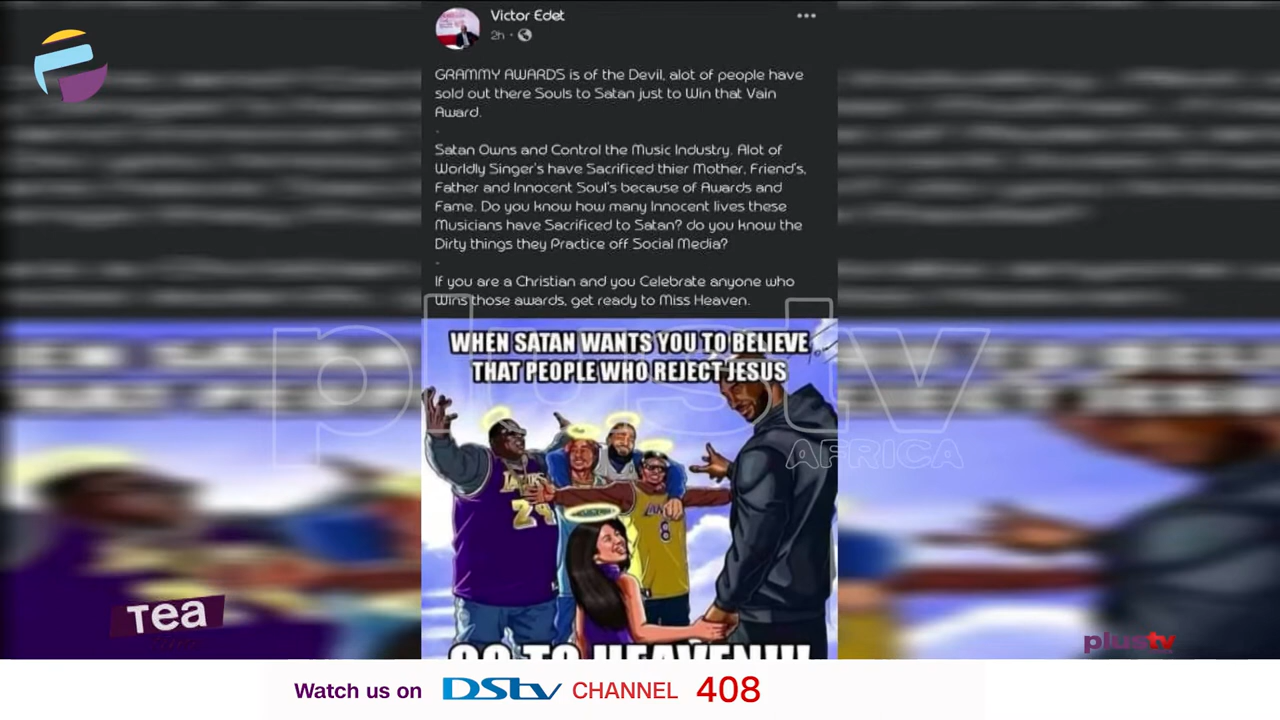 Victor Edet
2h
GRAMMY AWARDS is of the Devil, alot of people have
sold out there Souls to Satan just to Win that Vain
Award.
Satan Owns and Control the Music Industry. Alot of
Worldly Singer's have Sacrificed thier Mother, Friend's,
Father and Innocent Soul's because of Awards and
Fame. Do you know how many Innocent lives these
Musicians have Sacrificed to Satan? do you know the
Dirty things they Practice off Social Media?
If you are a Christian and you Celebrate anyone who
Wins those awards, get ready to Miss Heaven.
WHEN SATAN WANTS YOU TO BELIEVE
THAT PEOPLE WHO REJECT JESUS
plustv
AFRICA
24
8
GO TO HEAVEN!!!
Tea
plustv
Watch us on DStv CHANNEL 408